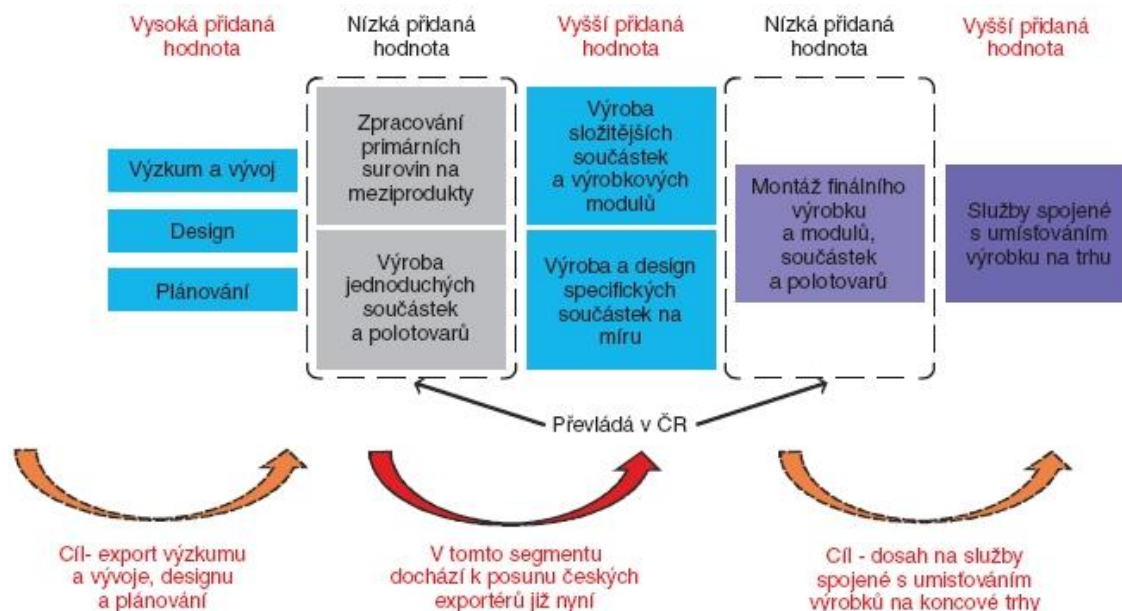 Vysoká přidaná
hodnota
Nízká přidaná
hodnota
Vyšší přidaná
hodnota
Nízká přidaná
hodnota
Vyšší přidaná
hodnota
Výzkum a vývoj
Design
Plánování
Zpracování
primárních
surovin na
meziprodukty
Výroba
jednoduchých
součástek
a polotovarů
Výroba
složitějších
součástek
a výrobkových
modulů
Výroba a design
specifických
součástek na
míru
Montáž finálního
výrobku
a modulů,
součástek
a polotovarů
Služby spojené
s umísťováním
výrobku na trhu
Převládá v ČR
Cíl- export výzkumu
a vývoje, designu
a plánování
V tomto segmentu
dochází k posunu českých
exportérů již nyní
Cíl - dosah na služby
spojené s umisťováním
výrobků na koncové trhy